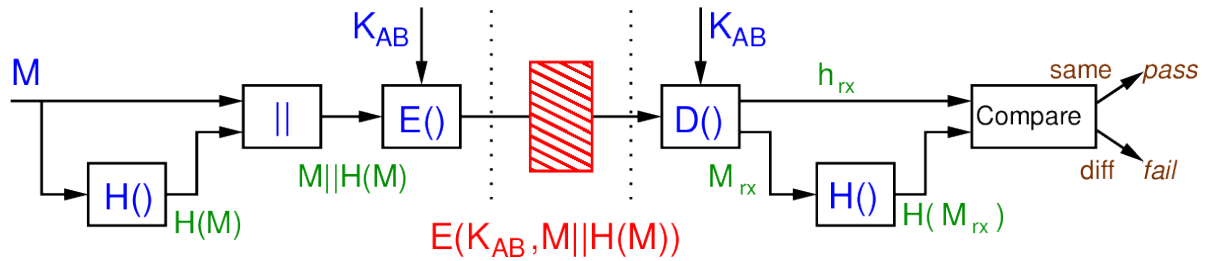 M
H()
H(M)
||
M||H(M)
K_AB
E()
E(K_AB,M||H(M))
K_AB
D()
h_rx
M_rx
H()
H(M_rx)
Compare
same
pass
diff
fail